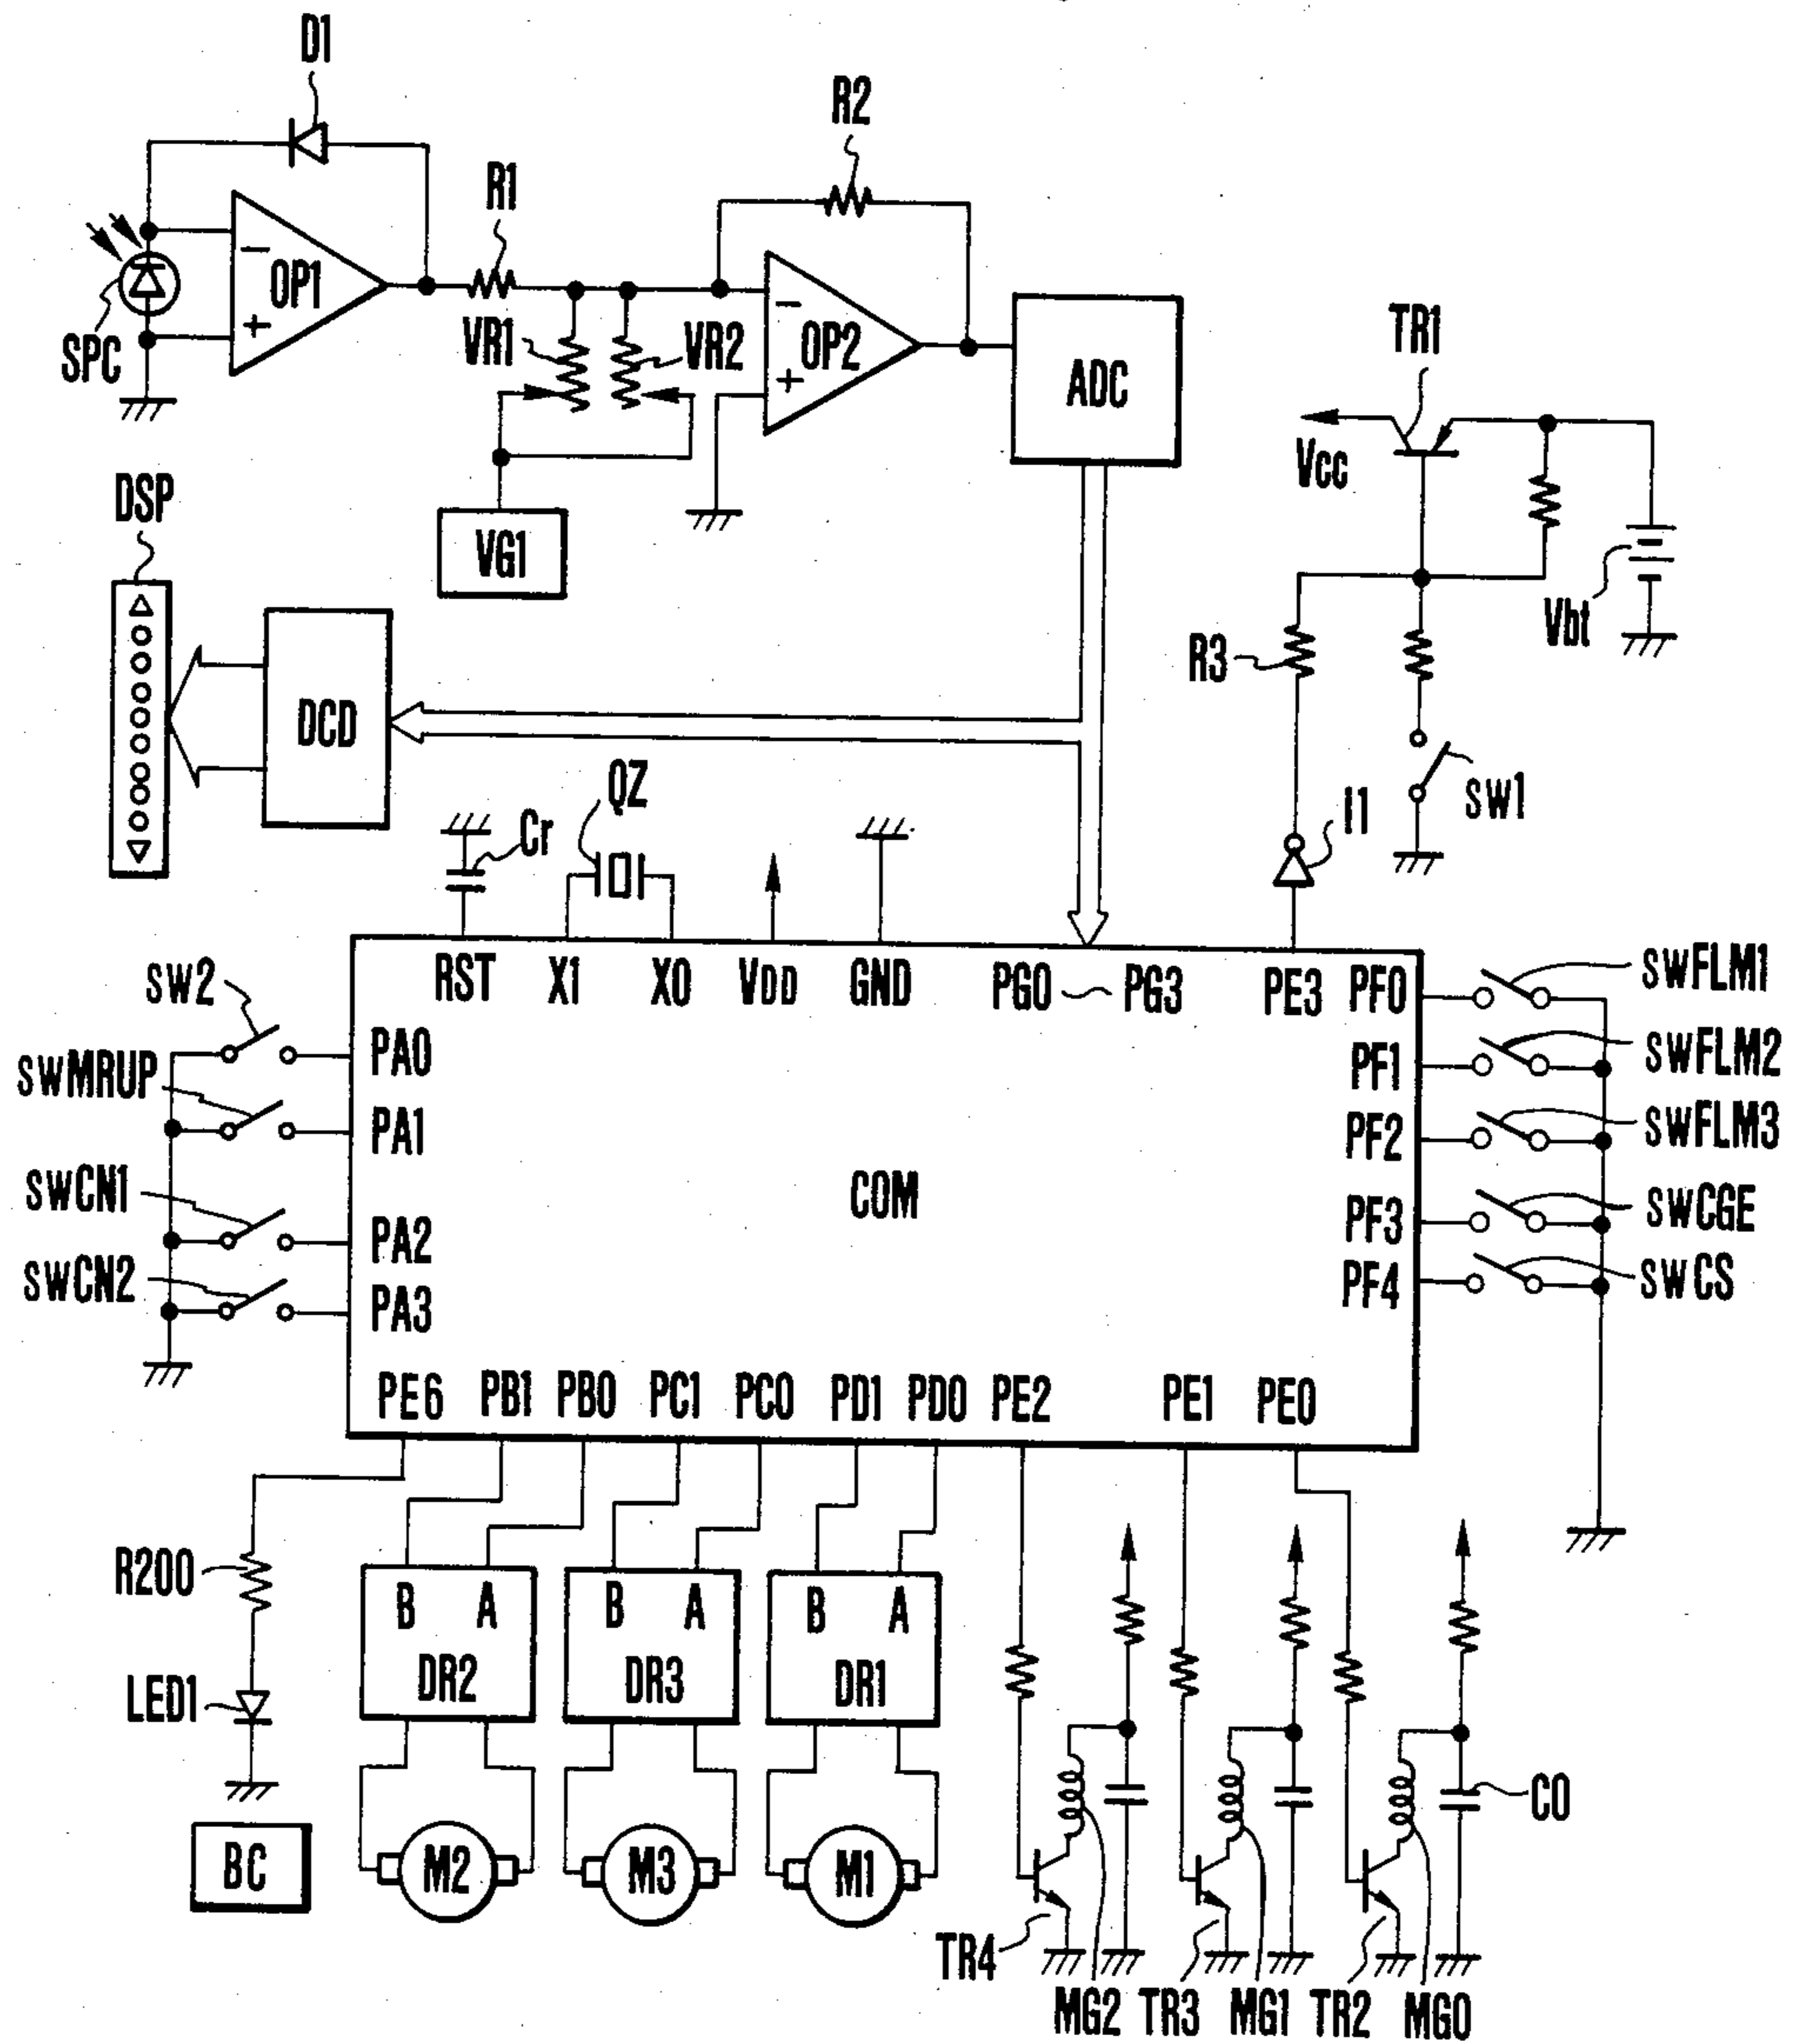 D1
R2
R1
OP1
SPC
VR1
VR2
OP2
ADC
TR1
Vcc
DSP
VG1
Vbt
R3
DCD
QZ
Cr
SW1
I1
RST X1 X0 VDD GND PG0 ~ PG3 PE3 PF0
SW2
PA0
SWMRUP
PA1
SWCN1
PA2
SWCN2
PA3
COM
SWFLM1
PF1
SWFLM2
PF2
SWFLM3
PF3
SWCGE
PF4
SWCS
PE6 PB1 PB0 PC1 PC0 PD1 PD0 PE2 PE1 PE0
R200
B A
DR2
B A
DR3
B A
DR1
LED1
C0
BC
M2
M3
M1
TR4
MG2
TR3
MG1
TR2
MG0